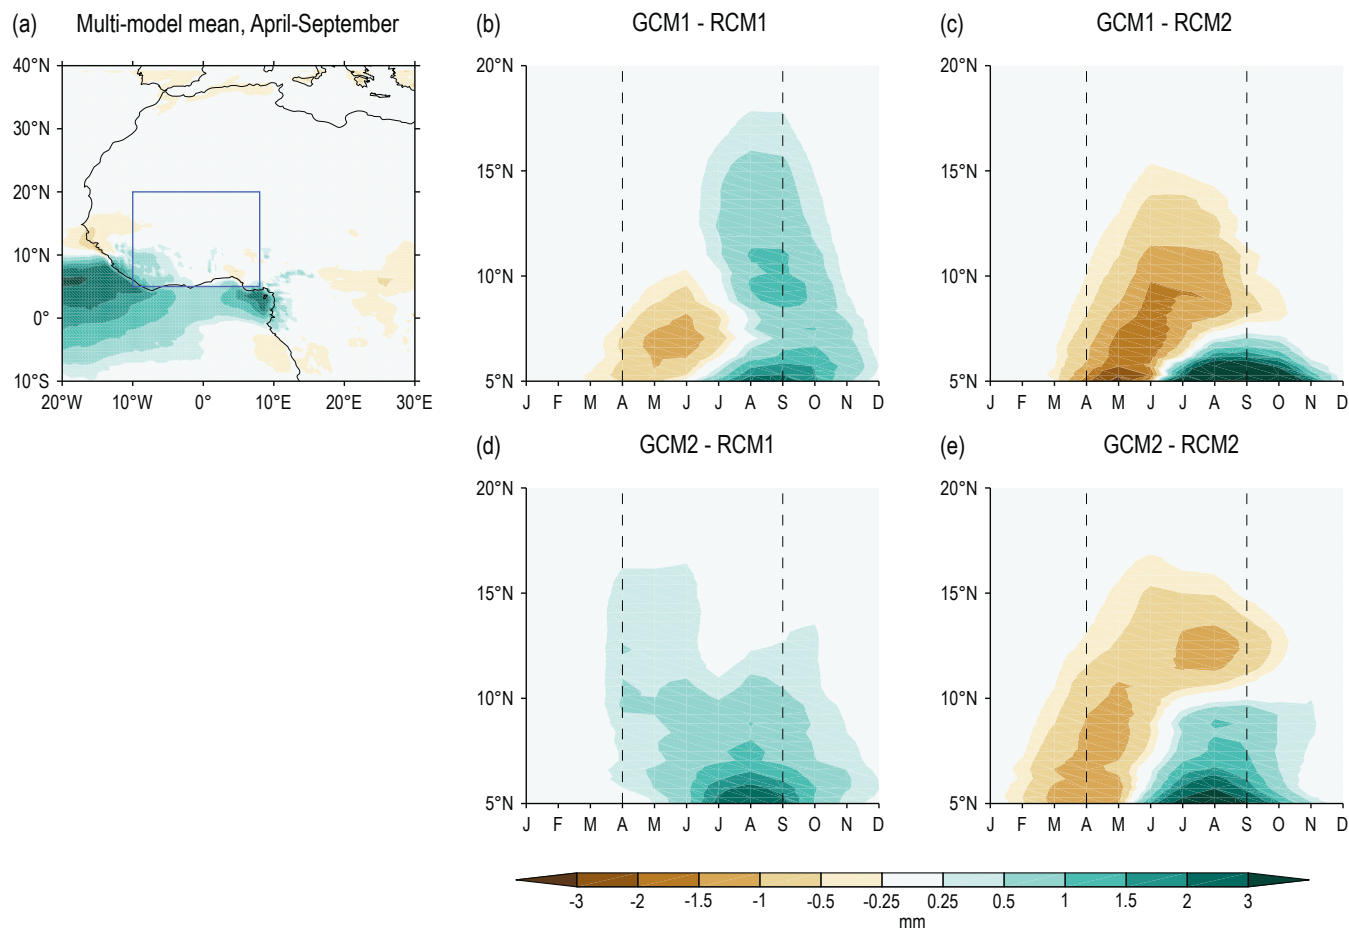 (a) Multi-model mean, April-September
40°N
30°N
20°N
10°N
0°
10°S
20°W 10°W 0° 10°E 20°E 30°E
(b) GCM1 - RCM1
20°N
15°N
10°N
5°N
J F M A M J J A S O N D
(c) GCM1 - RCM2
20°N
15°N
10°N
5°N
J F M A M J J A S O N D
(d) GCM2 - RCM1
20°N
15°N
10°N
5°N
J F M A M J J A S O N D
(e) GCM2 - RCM2
20°N
15°N
10°N
5°N
J F M A M J J A S O N D
-3 -2 -1.5 -1 -0.5 -0.25 0.25 0.5 1 1.5 2 3
mm